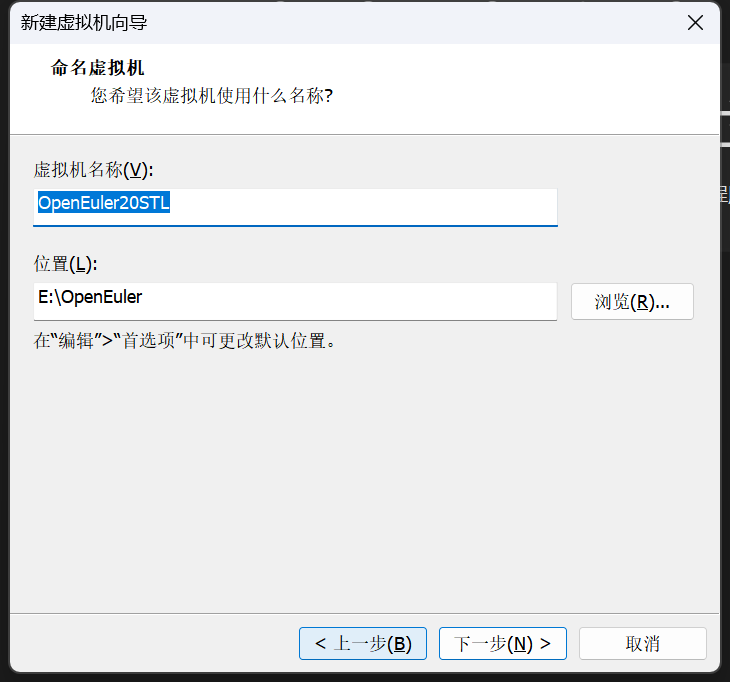 新建虚拟机向导
命名虚拟机
您希望该虚拟机使用什么名称?
虚拟机名称(V):
OpenEuler20STL
位置(L):
E:\OpenEuler
浏览(R)...
在“编辑”>“首选项”中可更改默认位置。
< 上一步(B)
下一步(N) >
取消